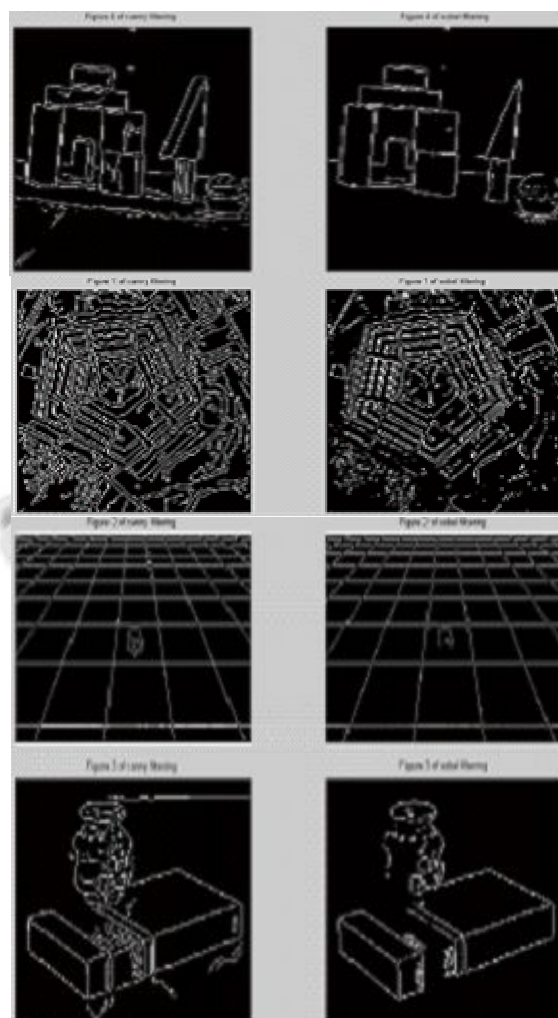 Figure 4 of canny filtering
Figure 4 of sobel filtering
Figure 1 of canny filtering
Figure 1 of sobel filtering
Figure 2 of canny filtering
Figure 2 of sobel filtering
Figure 3 of canny filtering
Figure 3 of sobel filtering